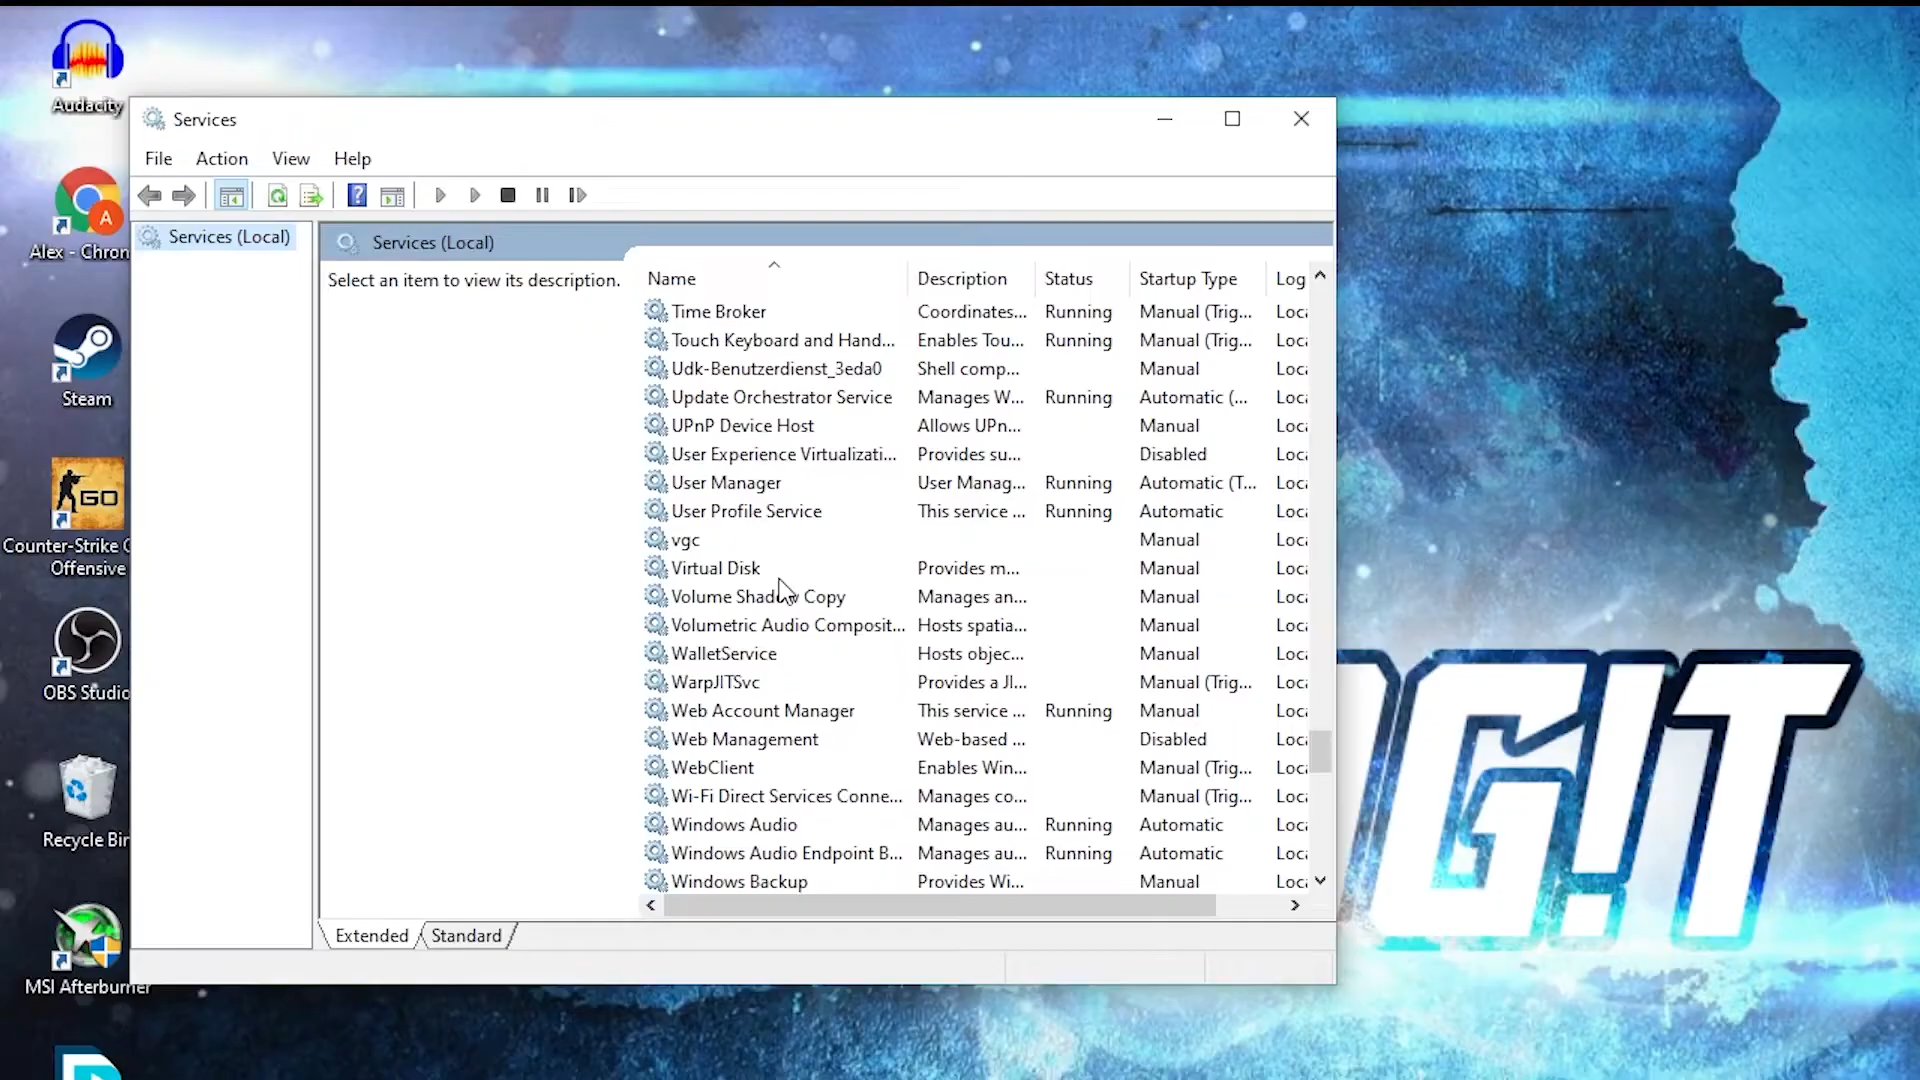 Audacity
Alex - Chron
Steam
Counter-Strike G
Offensive
OBS Studio
Recycle Bin
MSI Afterburner
Services
File Action View Help
Services (Local)
Services (Local)
Select an item to view its description.
Name Description Status Startup Type Log
Time Broker Coordinates... Running Manual (Trig... Loca
Touch Keyboard and Hand... Enables Tou... Running Manual (Trig... Loca
Udk-Benutzerdienst_3eda0 Shell comp... Manual Loca
Update Orchestrator Service Manages W... Running Automatic (... Loca
UPnP Device Host Allows UPn... Manual Loca
User Experience Virtualizati... Provides su... Disabled Loca
User Manager User Manag... Running Automatic (T... Loca
User Profile Service This service ... Running Automatic Loca
vgc Manual Loca
Virtual Disk Provides m... Manual Loca
Volume Shadow Copy Manages an... Manual Loca
Volumetric Audio Composit... Hosts spatia... Manual Loca
WalletService Hosts objec... Manual Loca
WarpJITSvc Provides a JI... Manual (Trig... Loca
Web Account Manager This service ... Running Manual Loca
Web Management Web-based ... Disabled Loca
WebClient Enables Win... Manual (Trig... Loca
Wi-Fi Direct Services Conne... Manages co... Manual (Trig... Loca
Windows Audio Manages au... Running Automatic Loca
Windows Audio Endpoint B... Manages au... Running Automatic Loca
Windows Backup Provides Wi... Manual Loca
Extended Standard
G!T